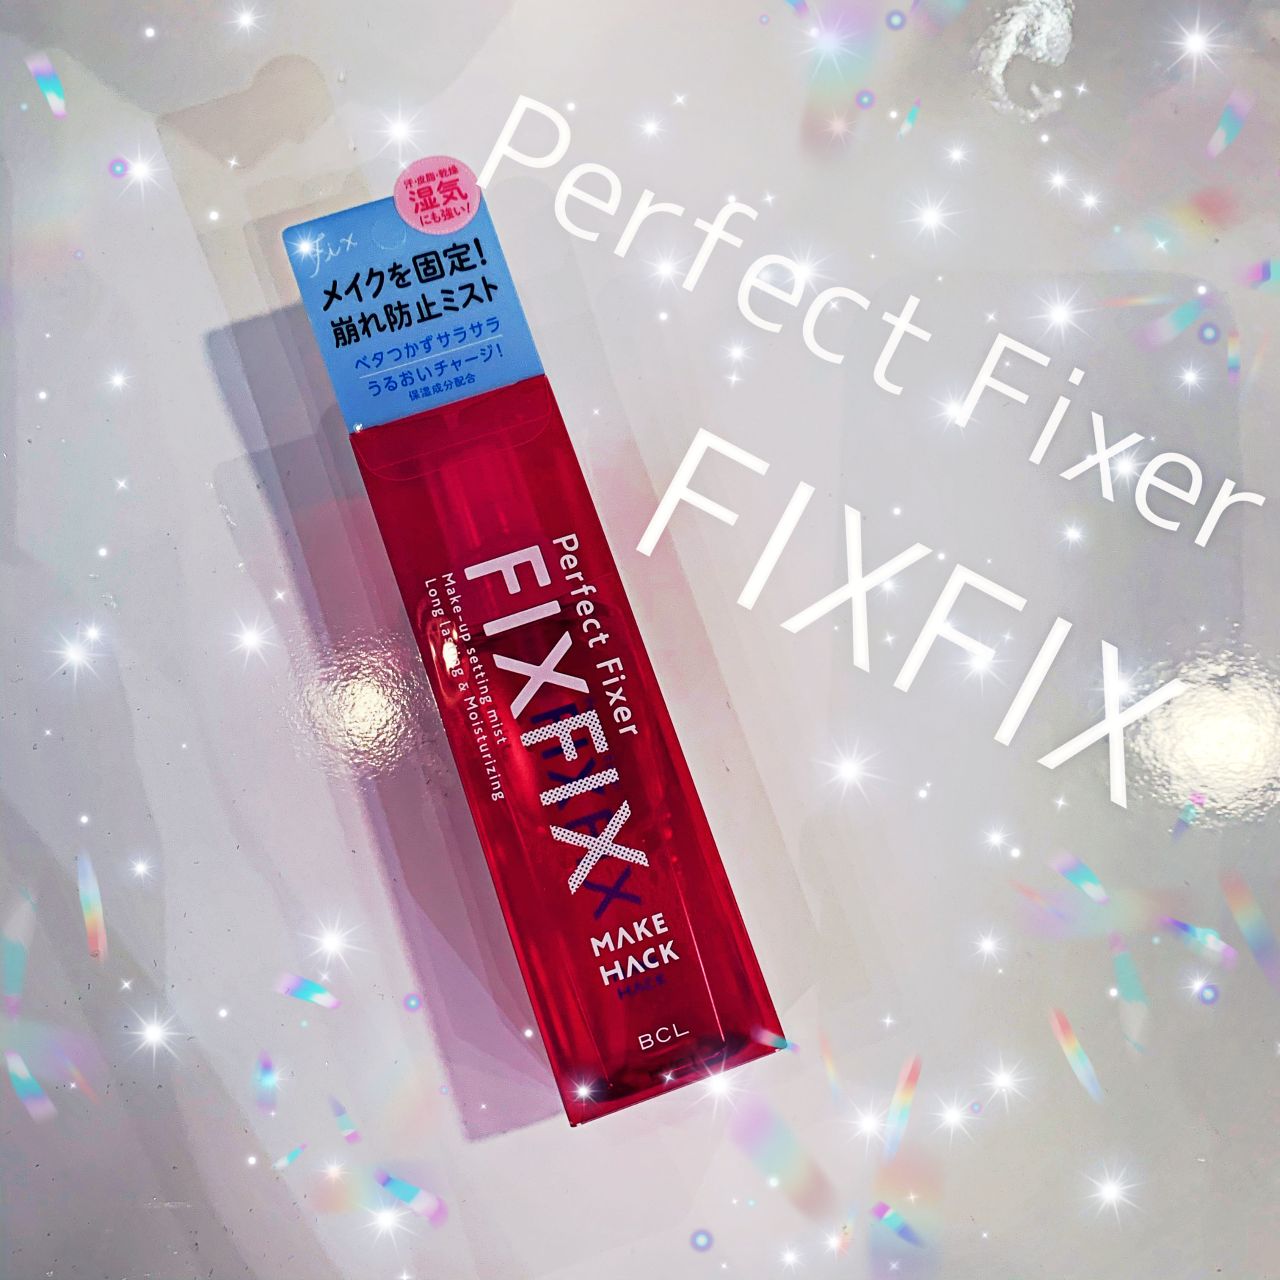 Perfect Fixer
FIXFIX
汗・皮脂・乾燥
湿気
にも強い!
fix
メイクを固定!
崩れ防止ミスト
ベタつかずサラサラ
うるおいチャージ!
保湿成分配合
Perfect Fixer
FIXFIX
Make-up setting mist
Long lasting & Moisturizing
MAKE
HACK
HACK
BCL